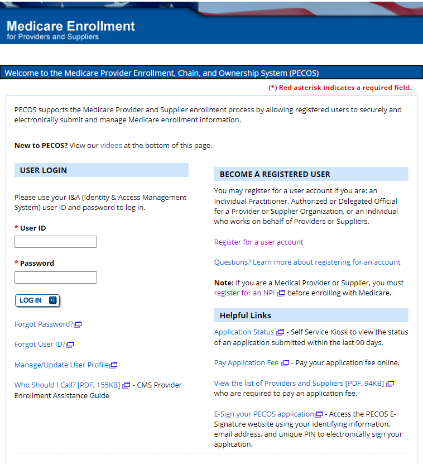 Medicare Enrollment
for Providers and Suppliers
Welcome to the Medicare Provider Enrollment, Chain, and Ownership System (PECOS)
(*) Red asterisk indicates a required field.
PECOS supports the Medicare Provider and Supplier enrollment process by allowing registered users to securely and
electronically submit and manage Medicare enrollment information.
New to PECOS? View our videos at the bottom of this page.
USER LOGIN
Please use your I&A (Identity & Access Management
System) user ID and password to log in.
* User ID
* Password
LOG IN
Forgot Password?
Forgot User ID?
Manage/Update User Profile
Who Should I Call? [PDF, 155KB] - CMS Provider
Enrollment Assistance Guide
BECOME A REGISTERED USER
You may register for a user account if you are: an
Individual Practitioner, Authorized or Delegated Official
for a Provider or Supplier Organization, or an individual
who works on behalf of Providers or Suppliers.
Register for a user account
Questions? Learn more about registering for an account
Note: If you are a Medical Provider or Supplier, you must
register for an NPI before enrolling with Medicare.
Helpful Links
Application Status - Self Service Kiosk to view the status
of an application submitted within the last 90 days.
Pay Application Fee - Pay your application fee online.
View the list of Providers and Suppliers [PDF, 94KB]
who are required to pay an application fee.
E-Sign your PECOS application - Access the PECOS E-
Signature website using your identifying information,
email address, and unique PIN to electronically sign your
application.